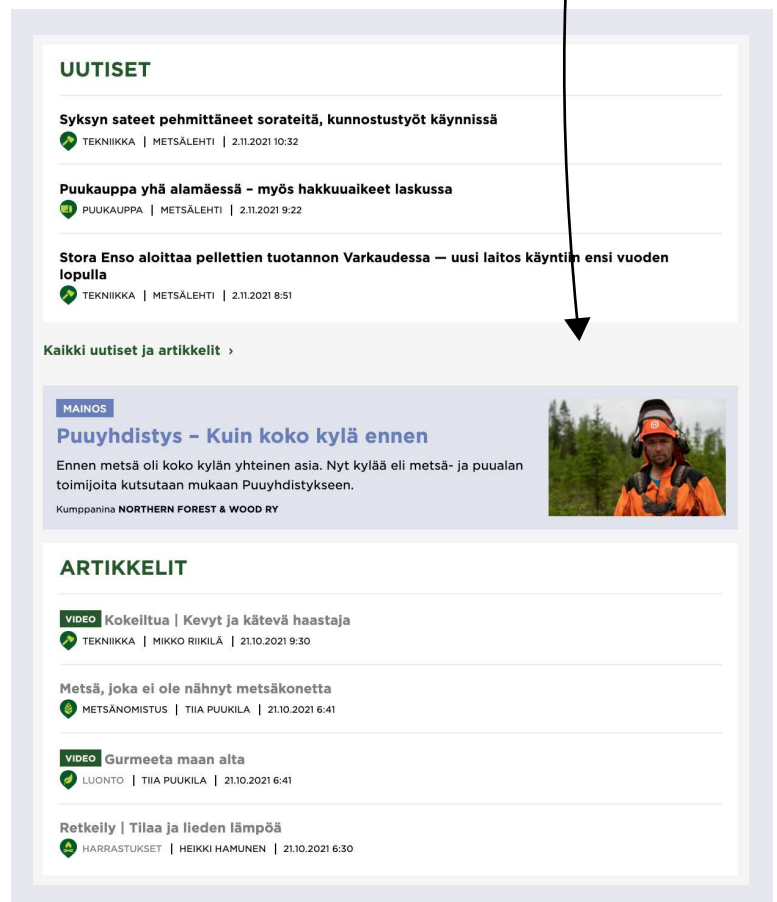 UUTISET
Syksyn sateet pehmittäneet sorateitä, kunnostustyöt käynnissä
TEKNIIKKA | METSÄLEHTI | 2.11.2021 10:32
Puukauppa yhä alamäessä – myös hakkuuaikeet laskussa
PUUKAUPPA | METSÄLEHTI | 2.11.2021 9:22
Stora Enso aloittaa pellettien tuotannon Varkaudessa — uusi laitos käyntiin ensi vuoden
lopulla
TEKNIIKKA | METSÄLEHTI | 2.11.2021 8:51
Kaikki uutiset ja artikkelit ›
MAINOS
Puuyhdistys – Kuin koko kylä ennen
Ennen metsä oli koko kylän yhteinen asia. Nyt kylää eli metsä- ja puualan
toimijoita kutsutaan mukaan Puuyhdistykseen.
Kumppanina NORTHERN FOREST & WOOD RY
ARTIKKELIT
VIDEO Kokeiltua | Kevyt ja kätevä haastaja
TEKNIIKKA | MIKKO RIIKILÄ | 21.10.2021 9:30
Metsä, joka ei ole nähnyt metsäkonetta
METSÄNOMISTUS | TIIA PUUKILA | 21.10.2021 6:41
VIDEO Gurmeeta maan alta
LUONTO | TIIA PUUKILA | 21.10.2021 6:41
Retkeily | Tilaa ja lieden lämpöä
HARRASTUKSET | HEIKKI HAMUNEN | 21.10.2021 6:30